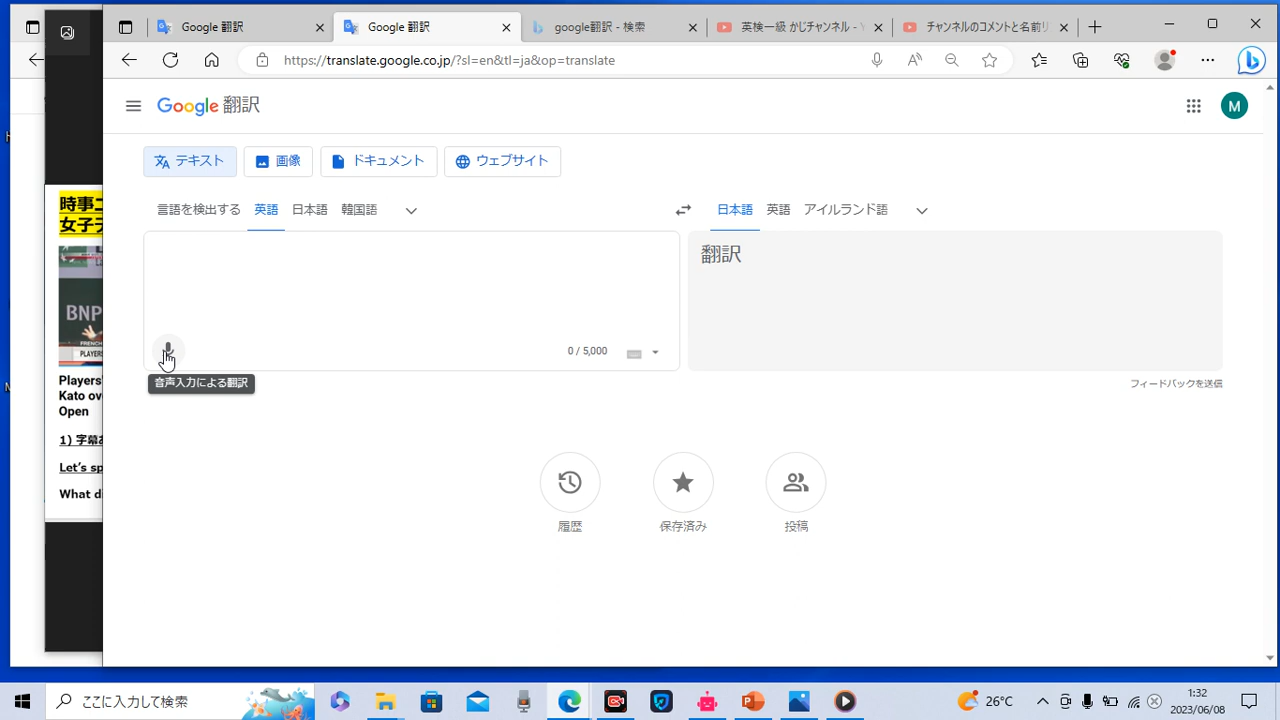 Google 翻訳
Google 翻訳
google翻訳 - 検索
英検一級 かじチャンネル - Y
チャンネルのコメントと名前リ
https://translate.google.co.jp/?sl=en&tl=ja&op=translate
Google 翻訳
M
テキスト
画像
ドキュメント
ウェブサイト
言語を検出する 英語 日本語 韓国語
日本語 英語 アイルランド語
翻訳
0 / 5,000
音声入力による翻訳
フィードバックを送信
履歴
保存済み
投稿
時事
女子
BNP
FRENCH
PLAYERS
Players'
Kato ov
Open
1) 字幕
Let's sp
What d
ここに入力して検索
26°C
1:32
2023/06/08